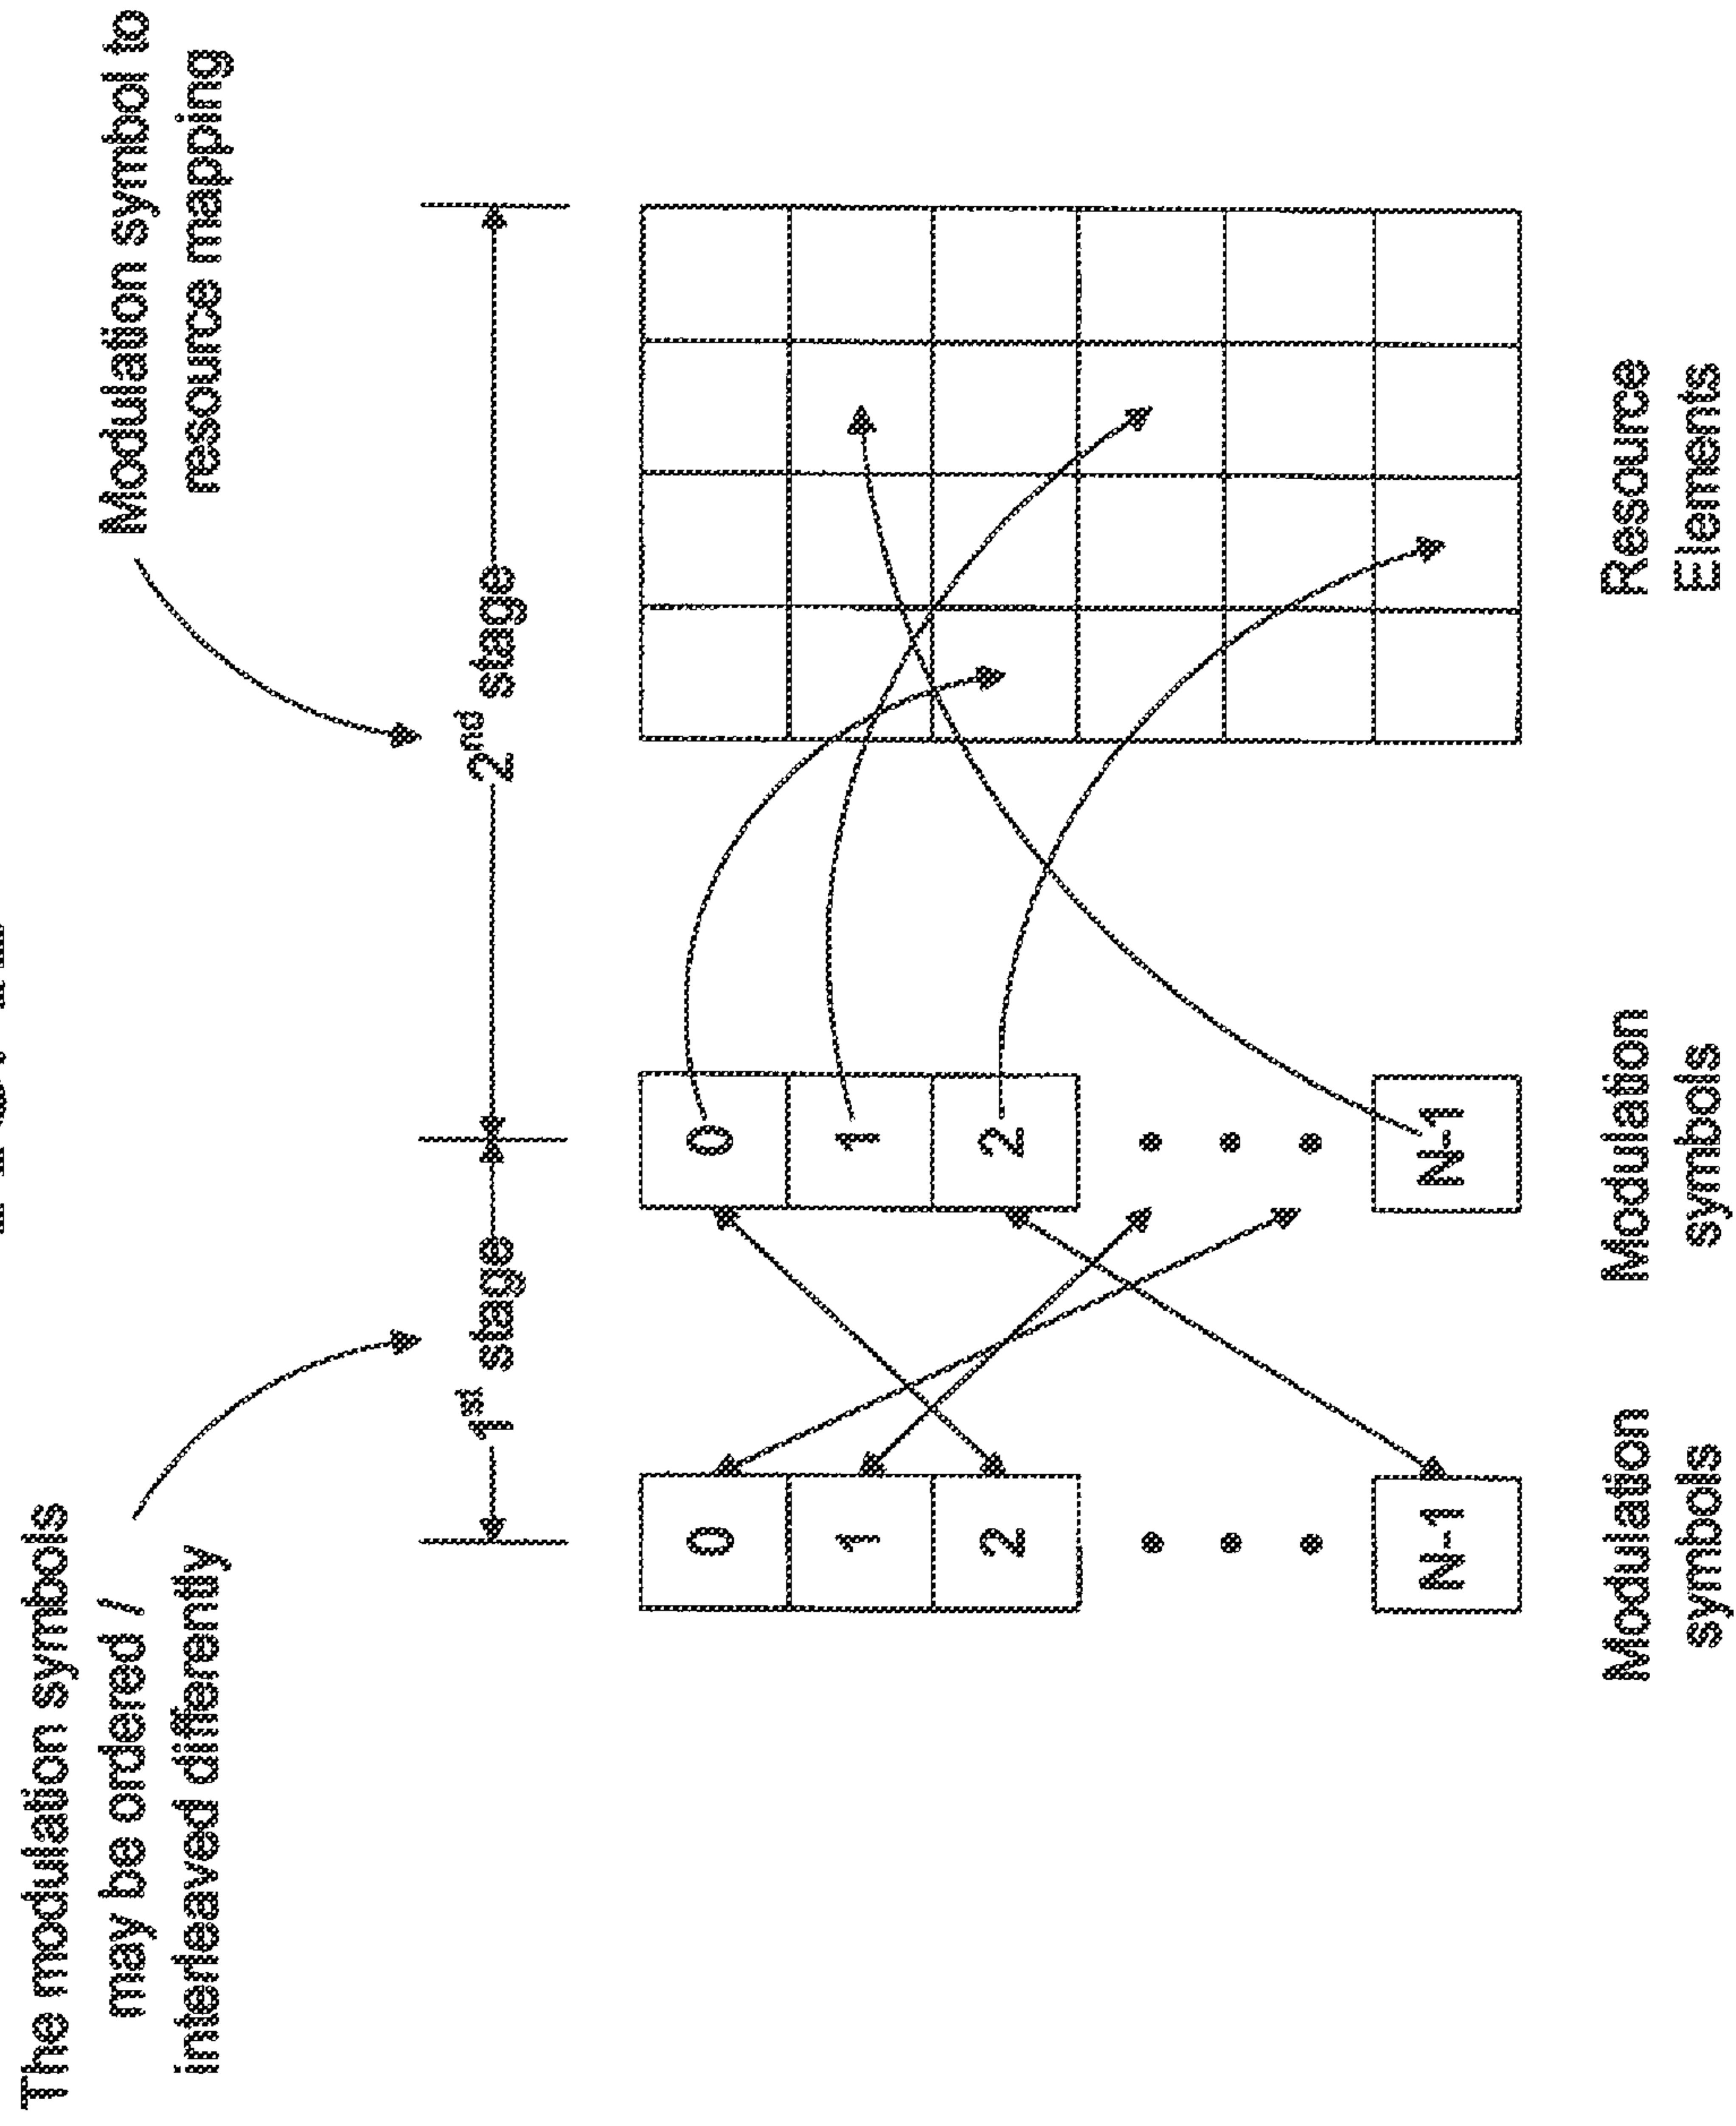 The modulation symbols
may be ordered /
interleaved differently
Modulation symbol to
resource mapping
1st stage
2nd stage
0
1
2
N-1
0
1
2
N-1
Modulation
symbols
Modulation
symbols
Resource
Elements